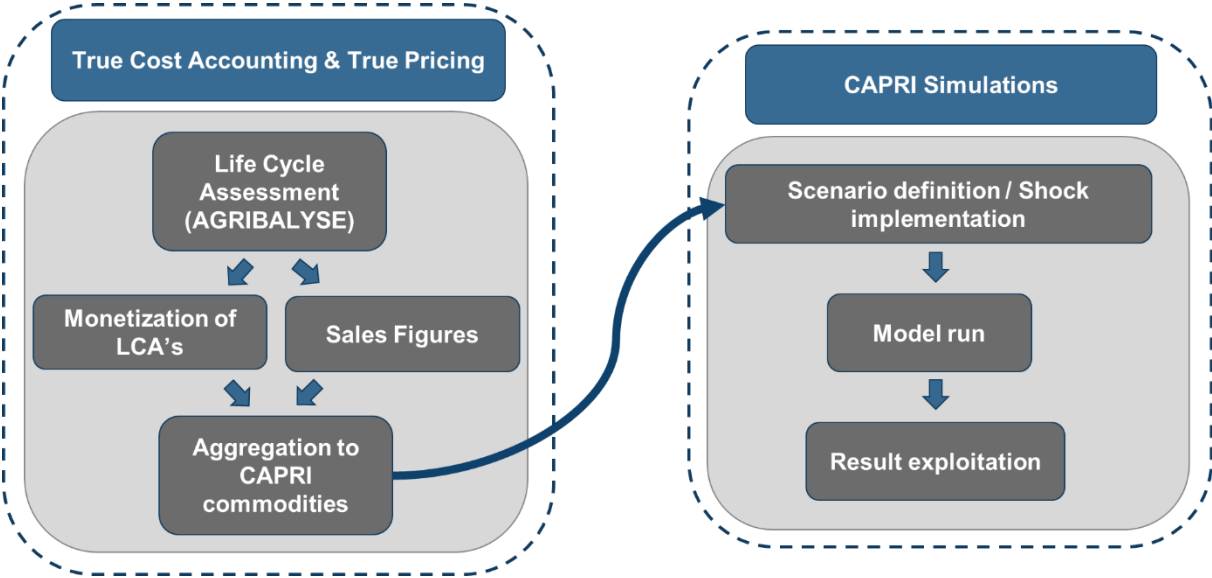 True Cost Accounting & True Pricing
Life Cycle
Assessment
(AGRIBALYSE)
Monetization of
LCA's
Sales Figures
Aggregation to
CAPRI
commodities
CAPRI Simulations
Scenario definition / Shock
implementation
Model run
Result exploitation